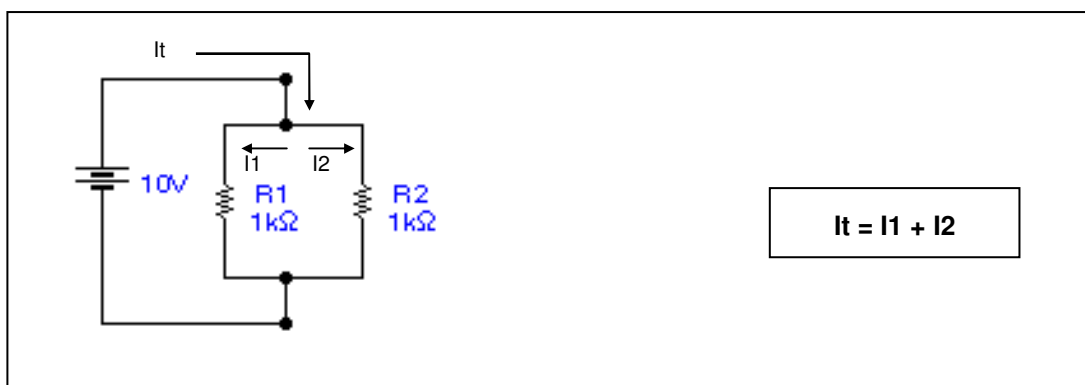 It
I1 I2
10V
R1
1kΩ
R2
1kΩ
It = I1 + I2